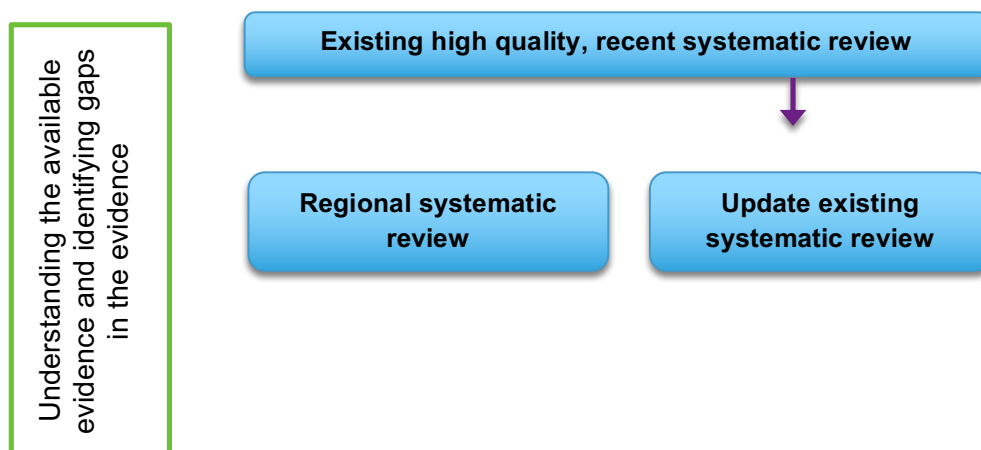 Understanding the available
evidence and identifying gaps
in the evidence
Existing high quality, recent systematic review
Regional systematic
review
Update existing
systematic review